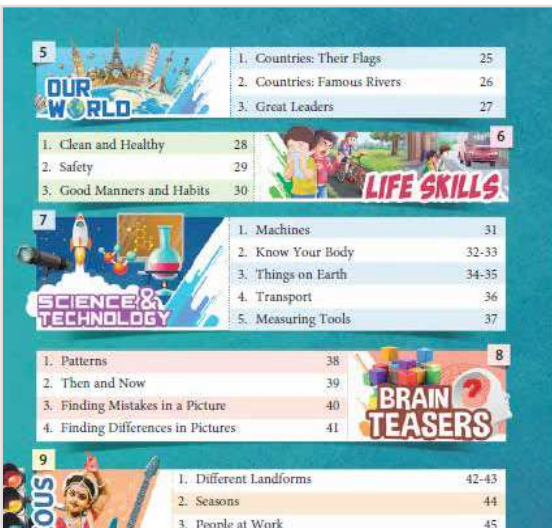 5
OUR
WORLD
1. Countries: Their Flags 25
2. Countries: Famous Rivers 26
3. Great Leaders 27
6
LIFE SKILLS
1. Clean and Healthy 28
2. Safety 29
3. Good Manners and Habits 30
7
SCIENCE &
TECHNOLOGY
1. Machines 31
2. Know Your Body 32-33
3. Things on Earth 34-35
4. Transport 36
5. Measuring Tools 37
8
BRAIN
TEASERS
1. Patterns 38
2. Then and Now 39
3. Finding Mistakes in a Picture 40
4. Finding Differences in Pictures 41
9
1. Different Landforms 42-43
2. Seasons 44
3. People at Work 45